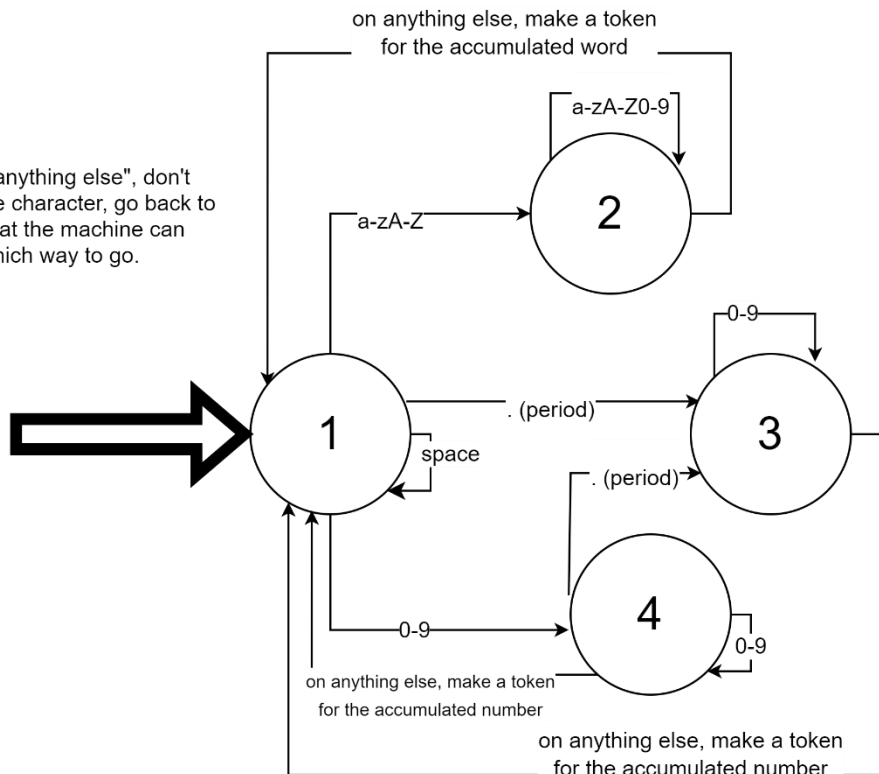 on anything else, make a token
for the accumulated word
a-zA-Z0-9
anything else", don't
character, go back to
at the machine can
way to go.
a-zA-Z
2
0-9
. (period)
1
3
space
. (period)
4
0-9
0-9
on anything else, make a token
for the accumulated number
on anything else, make a token
for the accumulated number